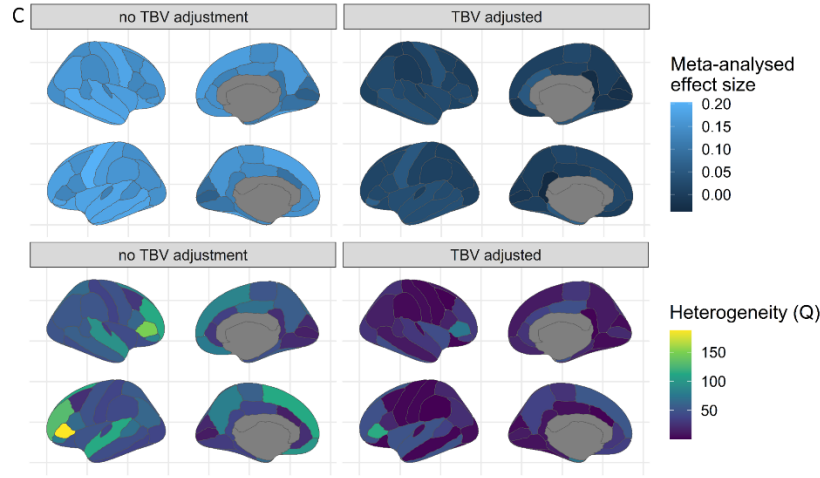 C
no TBV adjustment
TBV adjusted
Meta-analysed
effect size
0.20
0.15
0.10
0.05
0.00
no TBV adjustment
TBV adjusted
Heterogeneity (Q)
150
100
50